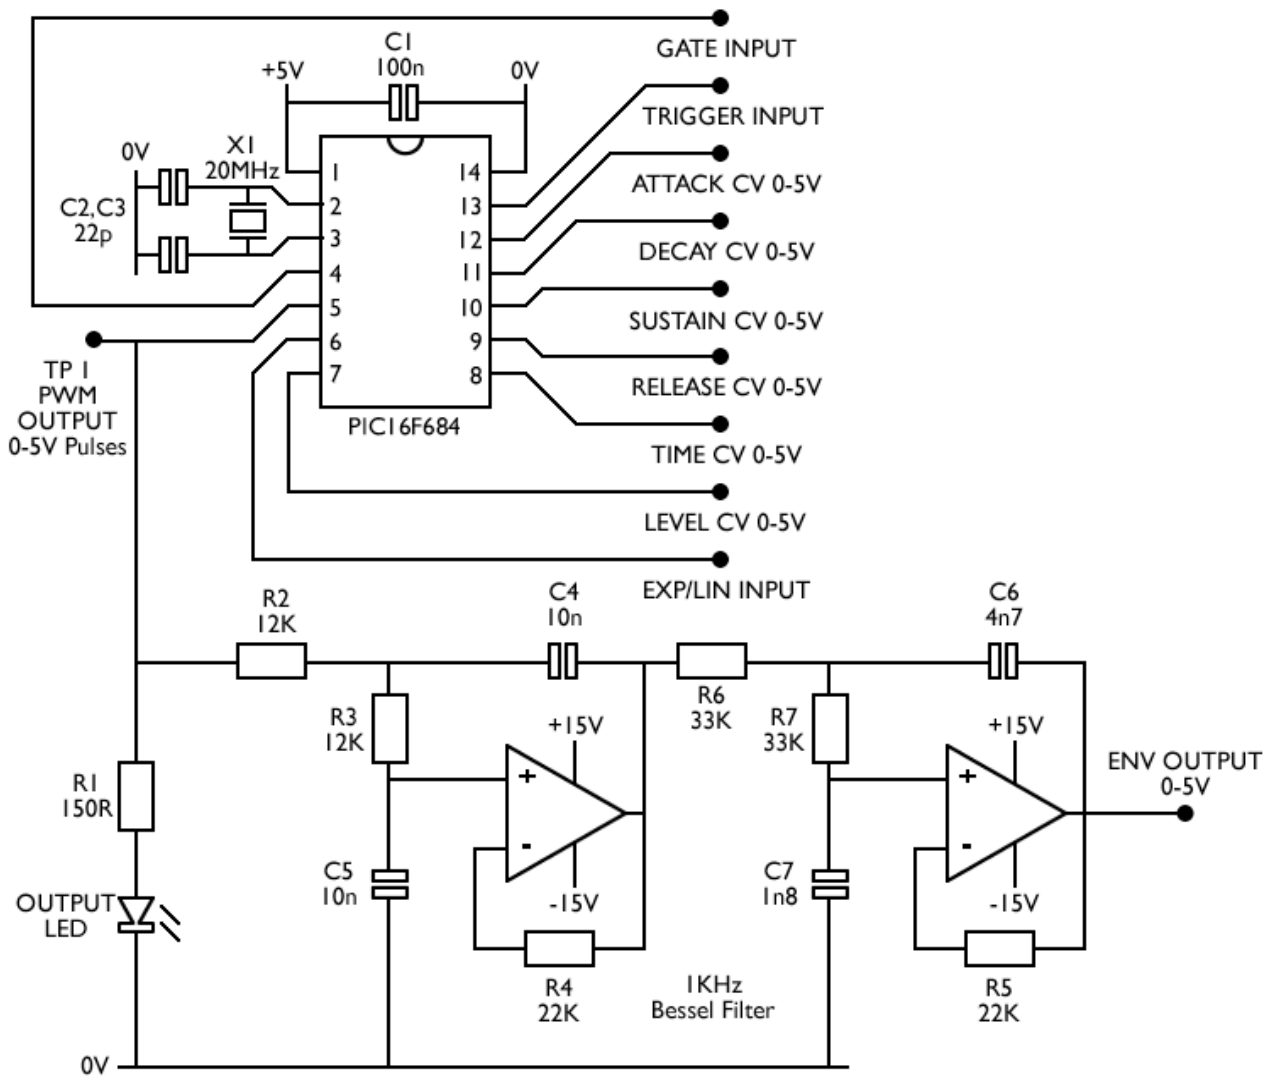 GATE INPUT
C1
100n
+5V
0V
TRIGGER INPUT
X1
20MHz
0V
C2,C3
22p
1
2
3
4
5
6
7
14
13
12
11
10
9
8
PIC16F684
ATTACK CV 0-5V
DECAY CV 0-5V
SUSTAIN CV 0-5V
RELEASE CV 0-5V
TIME CV 0-5V
LEVEL CV 0-5V
EXP/LIN INPUT
TP 1
PWM
OUTPUT
0-5V Pulses
R2
12K
C4
10n
C6
4n7
R3
12K
+15V
+
-
-15V
R6
33K
R7
33K
+15V
+
-
-15V
ENV OUTPUT
0-5V
R1
150R
C5
10n
C7
1n8
OUTPUT
LED
R4
22K
1KHz
Bessel Filter
R5
22K
0V